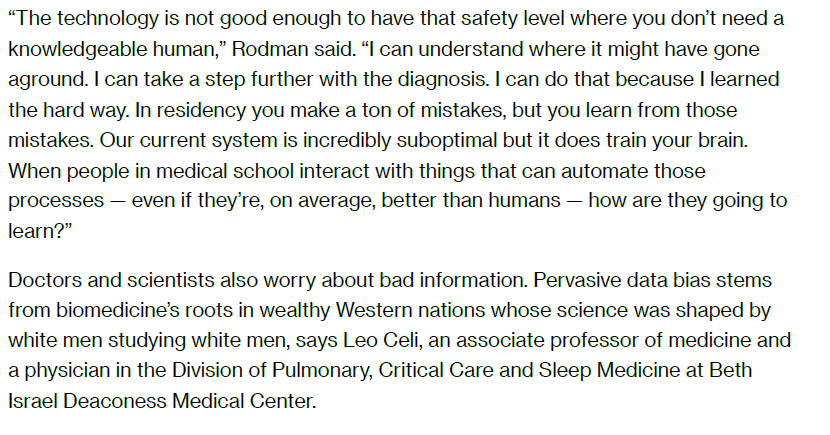 “The technology is not good enough to have that safety level where you don’t need a
knowledgeable human,” Rodman said. “I can understand where it might have gone
aground. I can take a step further with the diagnosis. I can do that because I learned
the hard way. In residency you make a ton of mistakes, but you learn from those
mistakes. Our current system is incredibly suboptimal but it does train your brain.
When people in medical school interact with things that can automate those
processes — even if they’re, on average, better than humans — how are they going to
learn?”
Doctors and scientists also worry about bad information. Pervasive data bias stems
from biomedicine’s roots in wealthy Western nations whose science was shaped by
white men studying white men, says Leo Celi, an associate professor of medicine and
a physician in the Division of Pulmonary, Critical Care and Sleep Medicine at Beth
Israel Deaconess Medical Center.